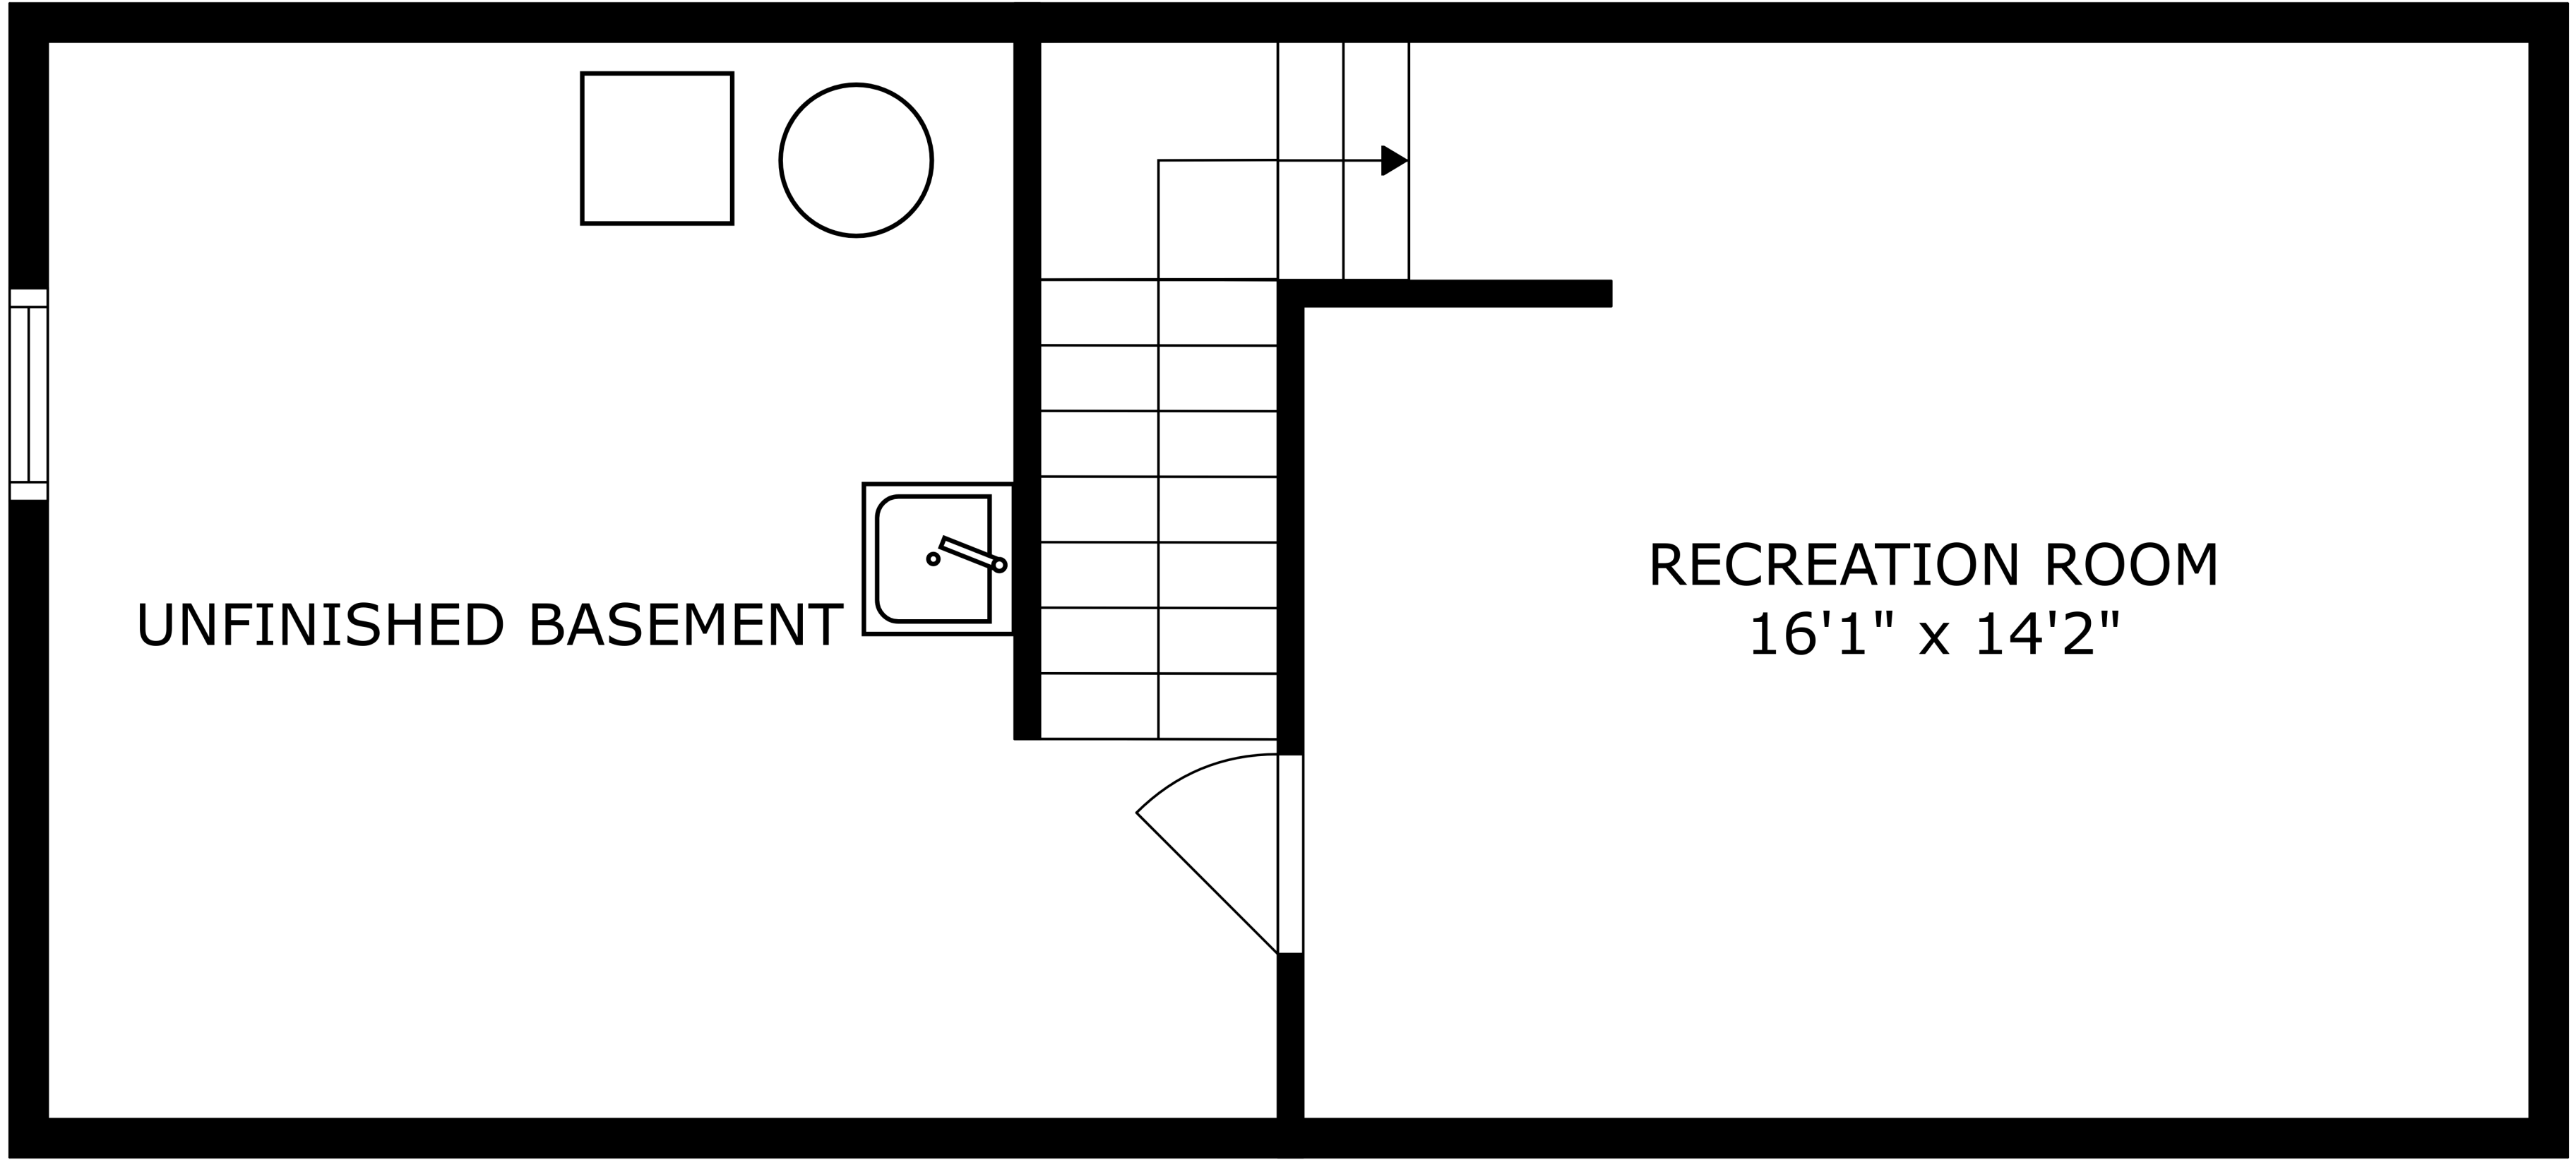 UNFINISHED BASEMENT
RECREATION ROOM
16'1" x 14'2"